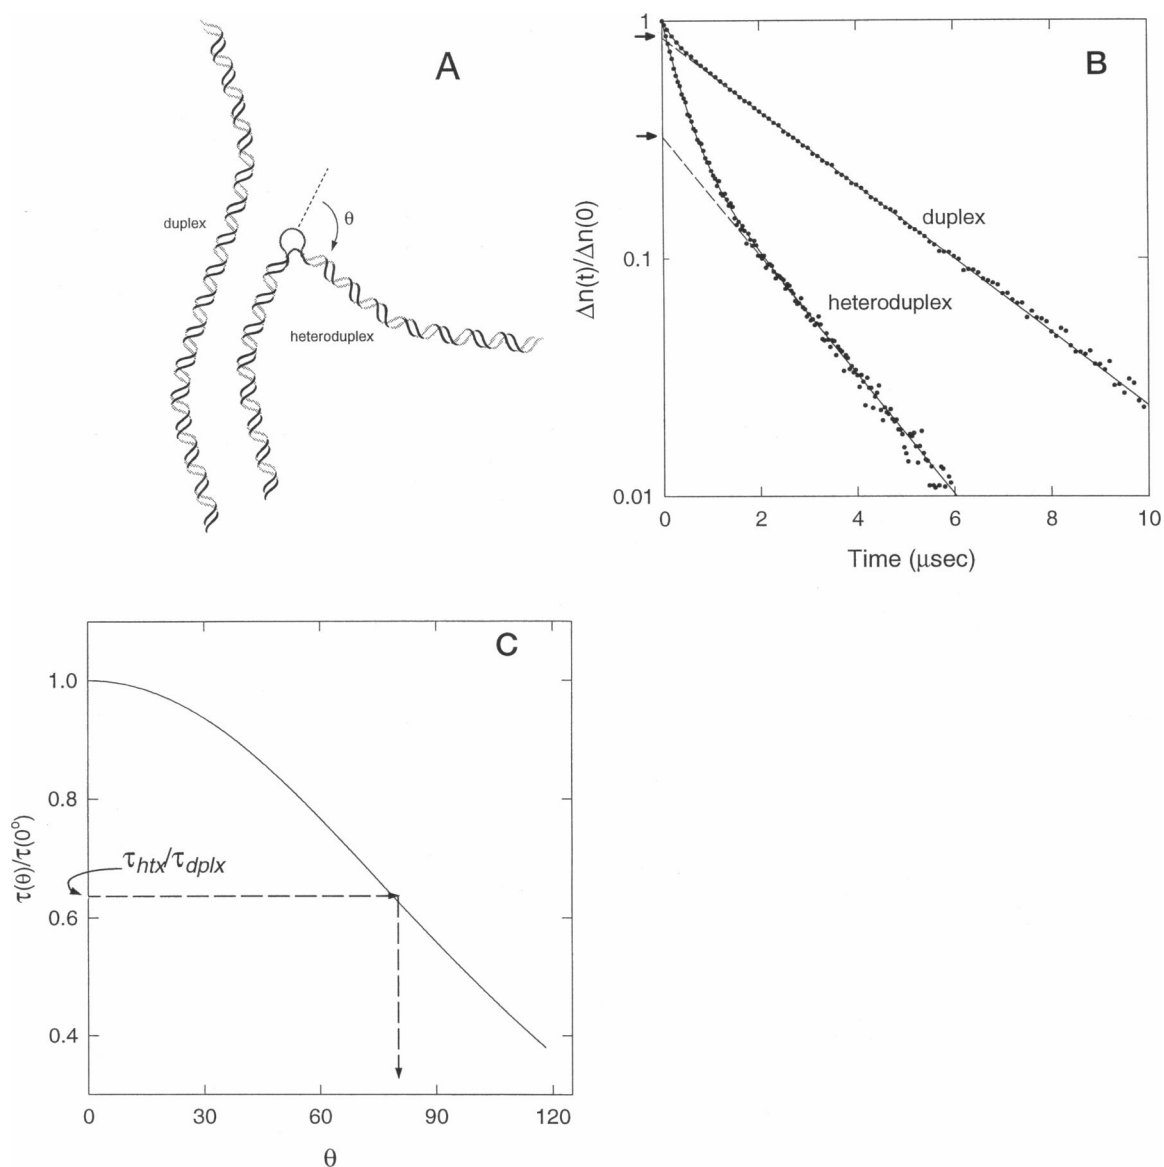 A
duplex
θ
heteroduplex
B
Δn(t)/Δn(0)
1
0.1
0.01
duplex
heteroduplex
0 2 4 6 8 10
Time (μsec)
C
τ(θ)/τ(0°)
1.0
0.8
τhtx/τdplx
0.6
0.4
0 30 60 90 120
θ